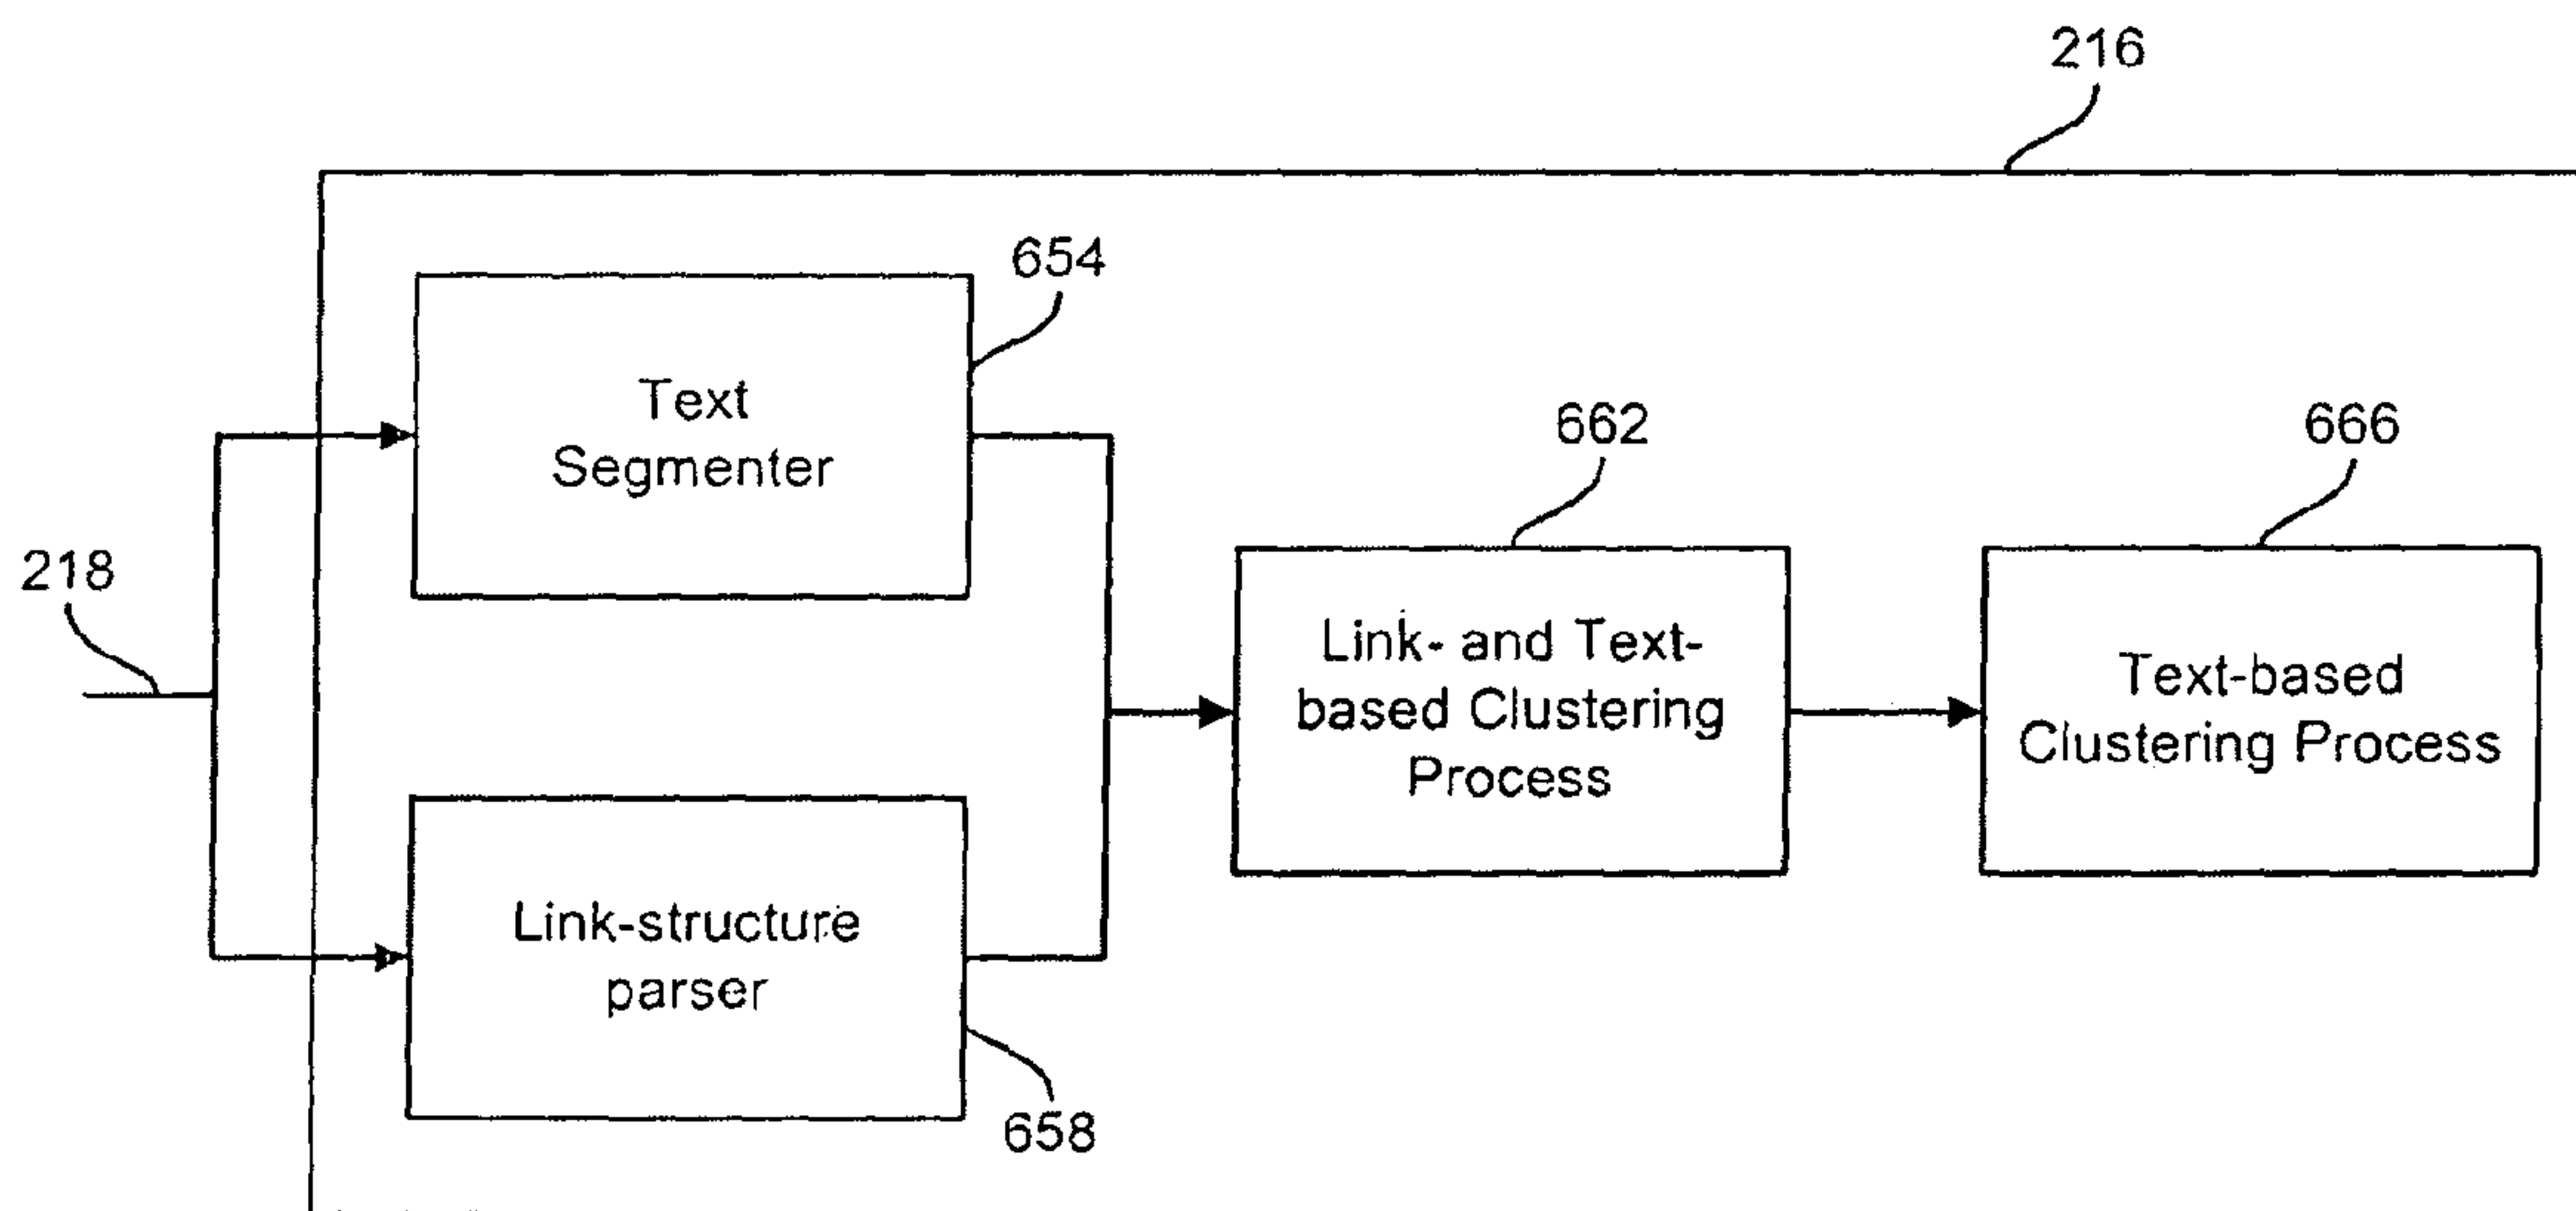 216
654
Text
Segmenter
218
662
666
Link- and Text-
based Clustering
Process
Text-based
Clustering Process
Link-structure
parser
658